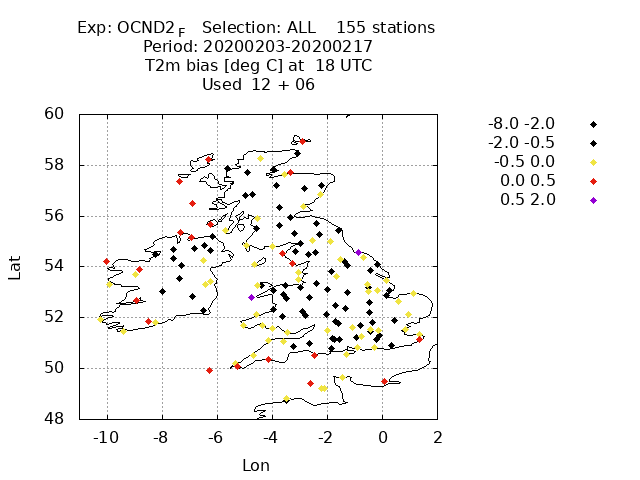 Exp: OCND2_F   Selection: ALL    155 stations
Period: 20200203-20200217
T2m bias [deg C] at  18 UTC
Used  12 + 06
-8.0 -2.0
-2.0 -0.5
-0.5 0.0
0.0 0.5
0.5 2.0
60
58
56
54
52
50
48
Lat
-10 -8 -6 -4 -2 0 2
Lon